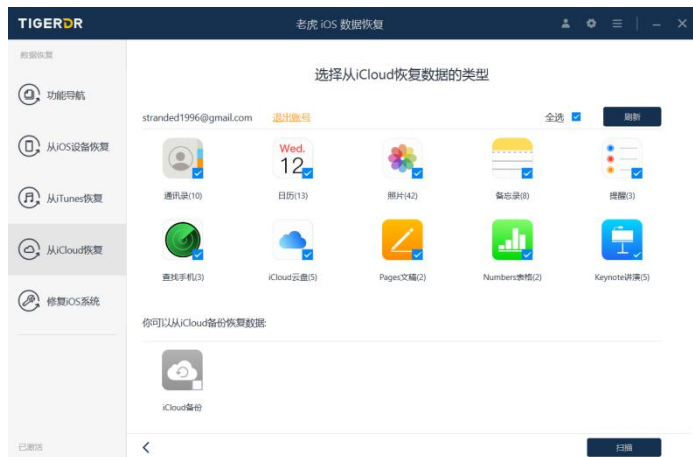 TIGERDR
老虎 iOS 数据恢复
数据恢复
功能导航
从iOS设备恢复
从iTunes恢复
从iCloud恢复
修复iOS系统
已激活
选择从iCloud恢复数据的类型
stranded1996@gmail.com 退出账号 全选 刷新
Wed.
12
通讯录(10) 日历(13) 照片(42) 备忘录(8) 提醒(3)
查找手机(3) iCloud云盘(5) Pages文稿(2) Numbers表格(2) Keynote讲演(5)
你可以从iCloud备份恢复数据:
iCloud备份
扫描